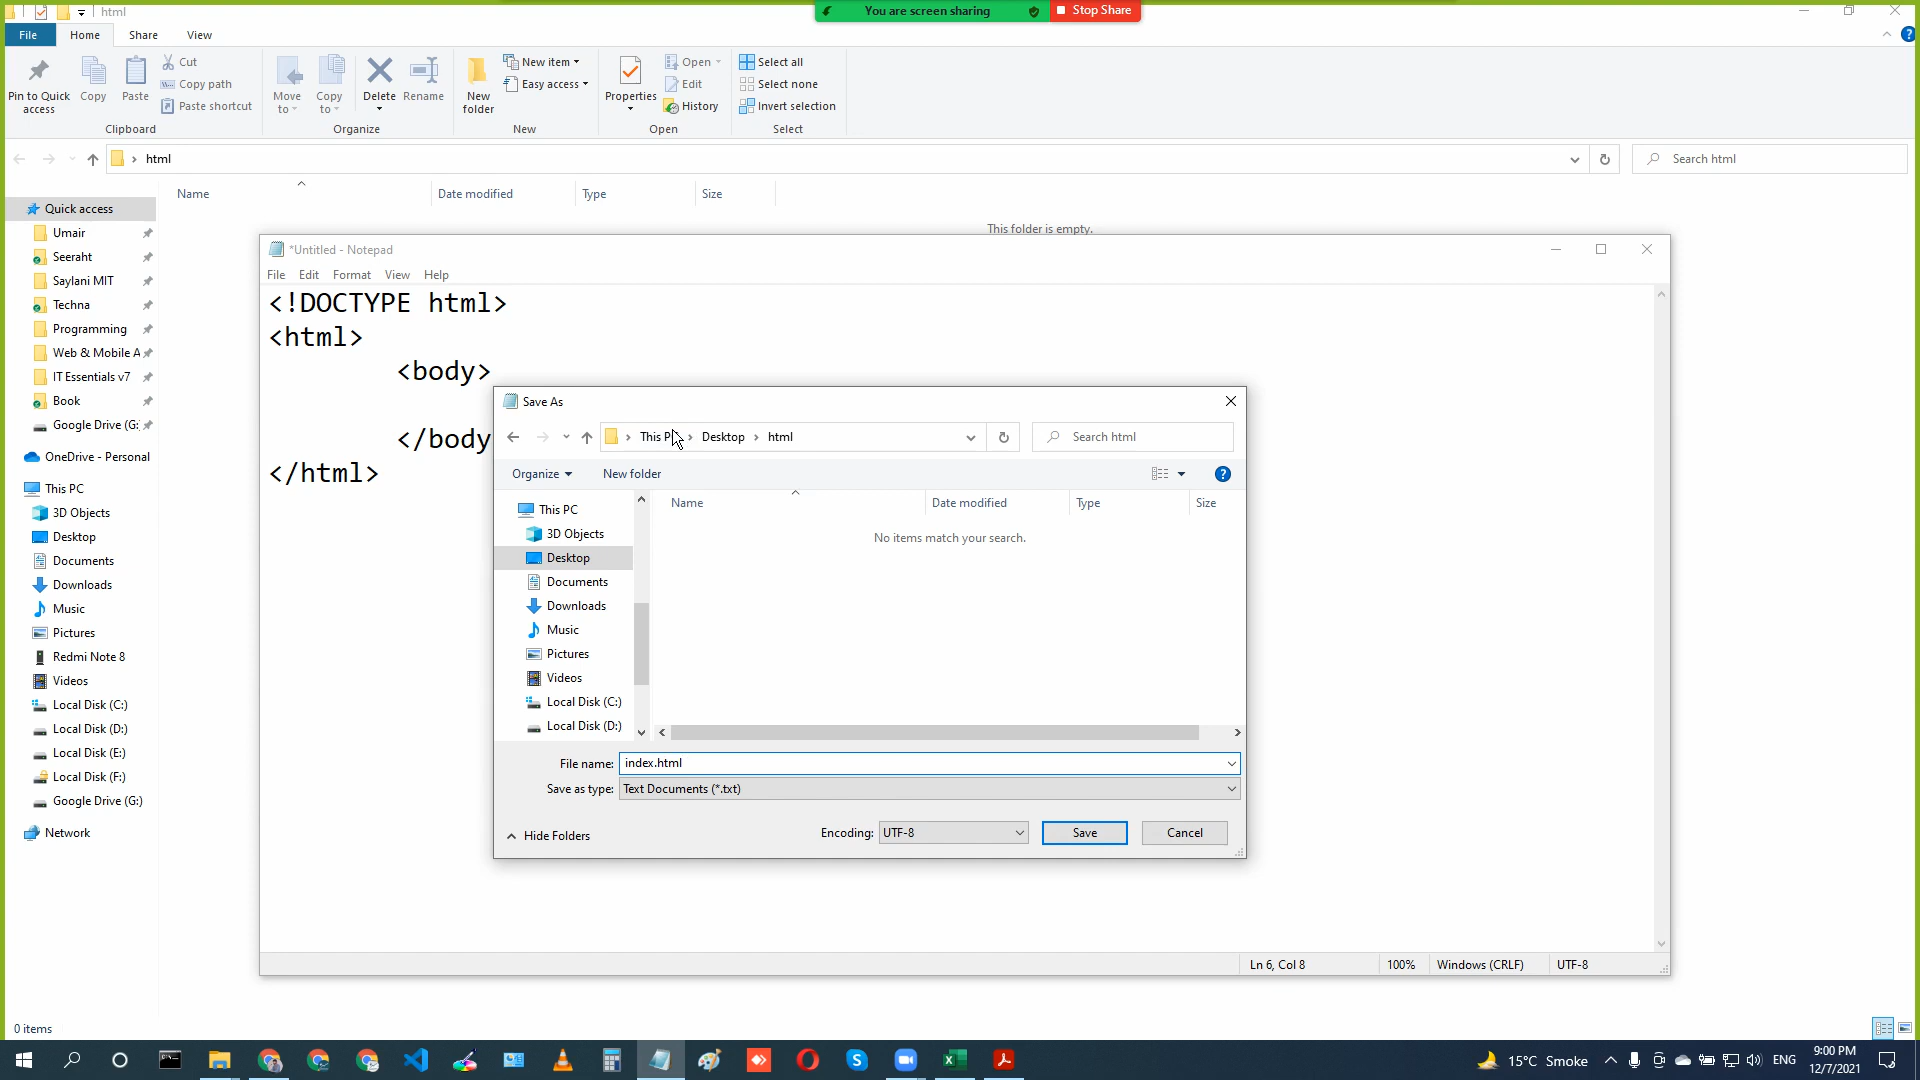 html
You are screen sharing
Stop Share
File
Home
Share
View
Pin to Quick access
Copy
Paste
Cut
Copy path
Paste shortcut
Clipboard
Move to
Copy to
Delete
Rename
Organize
New folder
New item
Easy access
New
Properties
Open
Edit
History
Open
Select all
Select none
Invert selection
Select
html
Search html
Name
Date modified
Type
Size
This folder is empty.
Quick access
Umair
Seeraht
Saylani MIT
Techna
Programming
Web & Mobile A
IT Essentials v7
Book
Google Drive (G:
OneDrive - Personal
This PC
3D Objects
Desktop
Documents
Downloads
Music
Pictures
Redmi Note 8
Videos
Local Disk (C:)
Local Disk (D:)
Local Disk (E:)
Local Disk (F:)
Google Drive (G:)
Network
0 items
*Untitled - Notepad
File Edit Format View Help
<!DOCTYPE html>
<html>
<body>
</body
</html>
Ln 6, Col 8
100%
Windows (CRLF)
UTF-8
Save As
This P
Desktop
html
Search html
Organize
New folder
Name
Date modified
Type
Size
No items match your search.
This PC
3D Objects
Desktop
Documents
Downloads
Music
Pictures
Videos
Local Disk (C:)
Local Disk (D:)
File name: index.html
Save as type: Text Documents (*.txt)
Hide Folders
Encoding: UTF-8
Save
Cancel
15°C Smoke
ENG
9:00 PM
12/7/2021